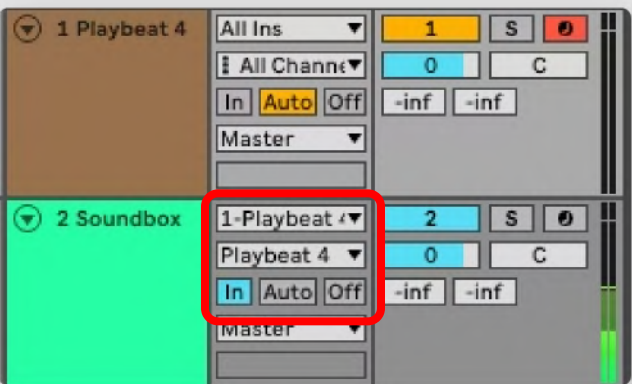 1 Playbeat 4 All Ins 1 S
All Channe 0 C
In Auto Off -inf -inf
Master
2 Soundbox 1-Playbeat 4 2 S
Playbeat 4 0 C
In Auto Off -inf -inf
Master